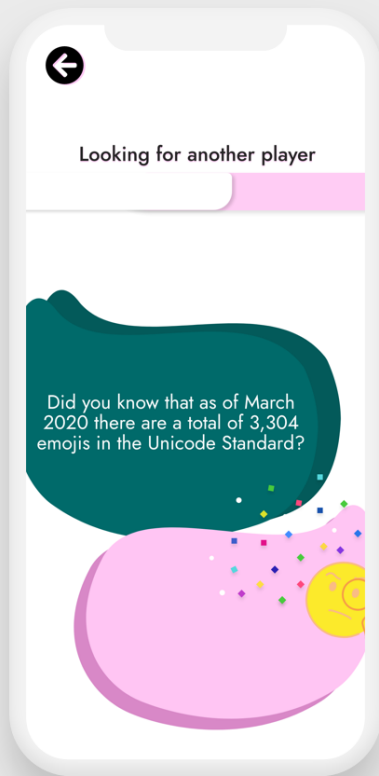 Looking for another player
Did you know that as of March
2020 there are a total of 3,304
emojis in the Unicode Standard?